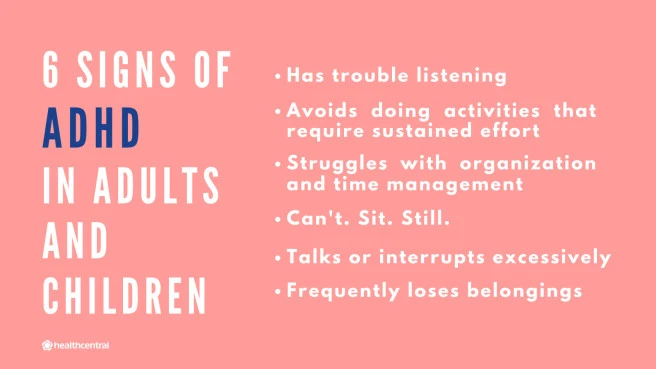 6 SIGNS OF
ADHD
IN ADULTS
AND
CHILDREN
• Has trouble listening
• Avoids doing activities that
require sustained effort
• Struggles with organization
and time management
• Can't. Sit. Still.
• Talks or interrupts excessively
• Frequently loses belongings
healthcentral